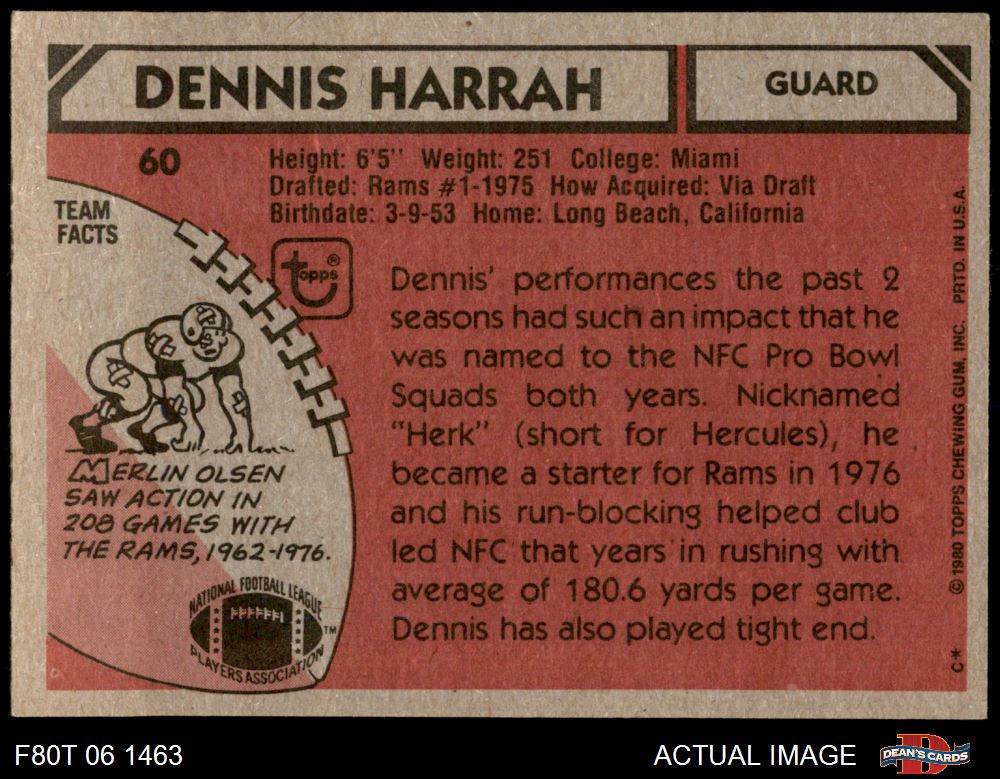 DENNIS HARRAH
GUARD
60
Height: 6'5" Weight: 251 College: Miami
Drafted: Rams #1-1975 How Acquired: Via Draft
Birthdate: 3-9-53 Home: Long Beach, California
TEAM
FACTS
topps®
Dennis' performances the past 2
seasons had such an impact that he
was named to the NFC Pro Bowl
Squads both years. Nicknamed
"Herk" (short for Hercules), he
became a starter for Rams in 1976
and his run-blocking helped club
led NFC that years in rushing with
average of 180.6 yards per game.
Dennis has also played tight end.
MERLIN OLSEN
SAW ACTION IN
208 GAMES WITH
THE RAMS, 1962-1976.
NATIONAL FOOTBALL LEAGUE
PLAYERS ASSOCIATION
TM
C* © 1980 TOPPS CHEWING GUM, INC. PRTD. IN U.S.A.
F80T 06 1463
ACTUAL IMAGE
D
DEAN'S CARDS